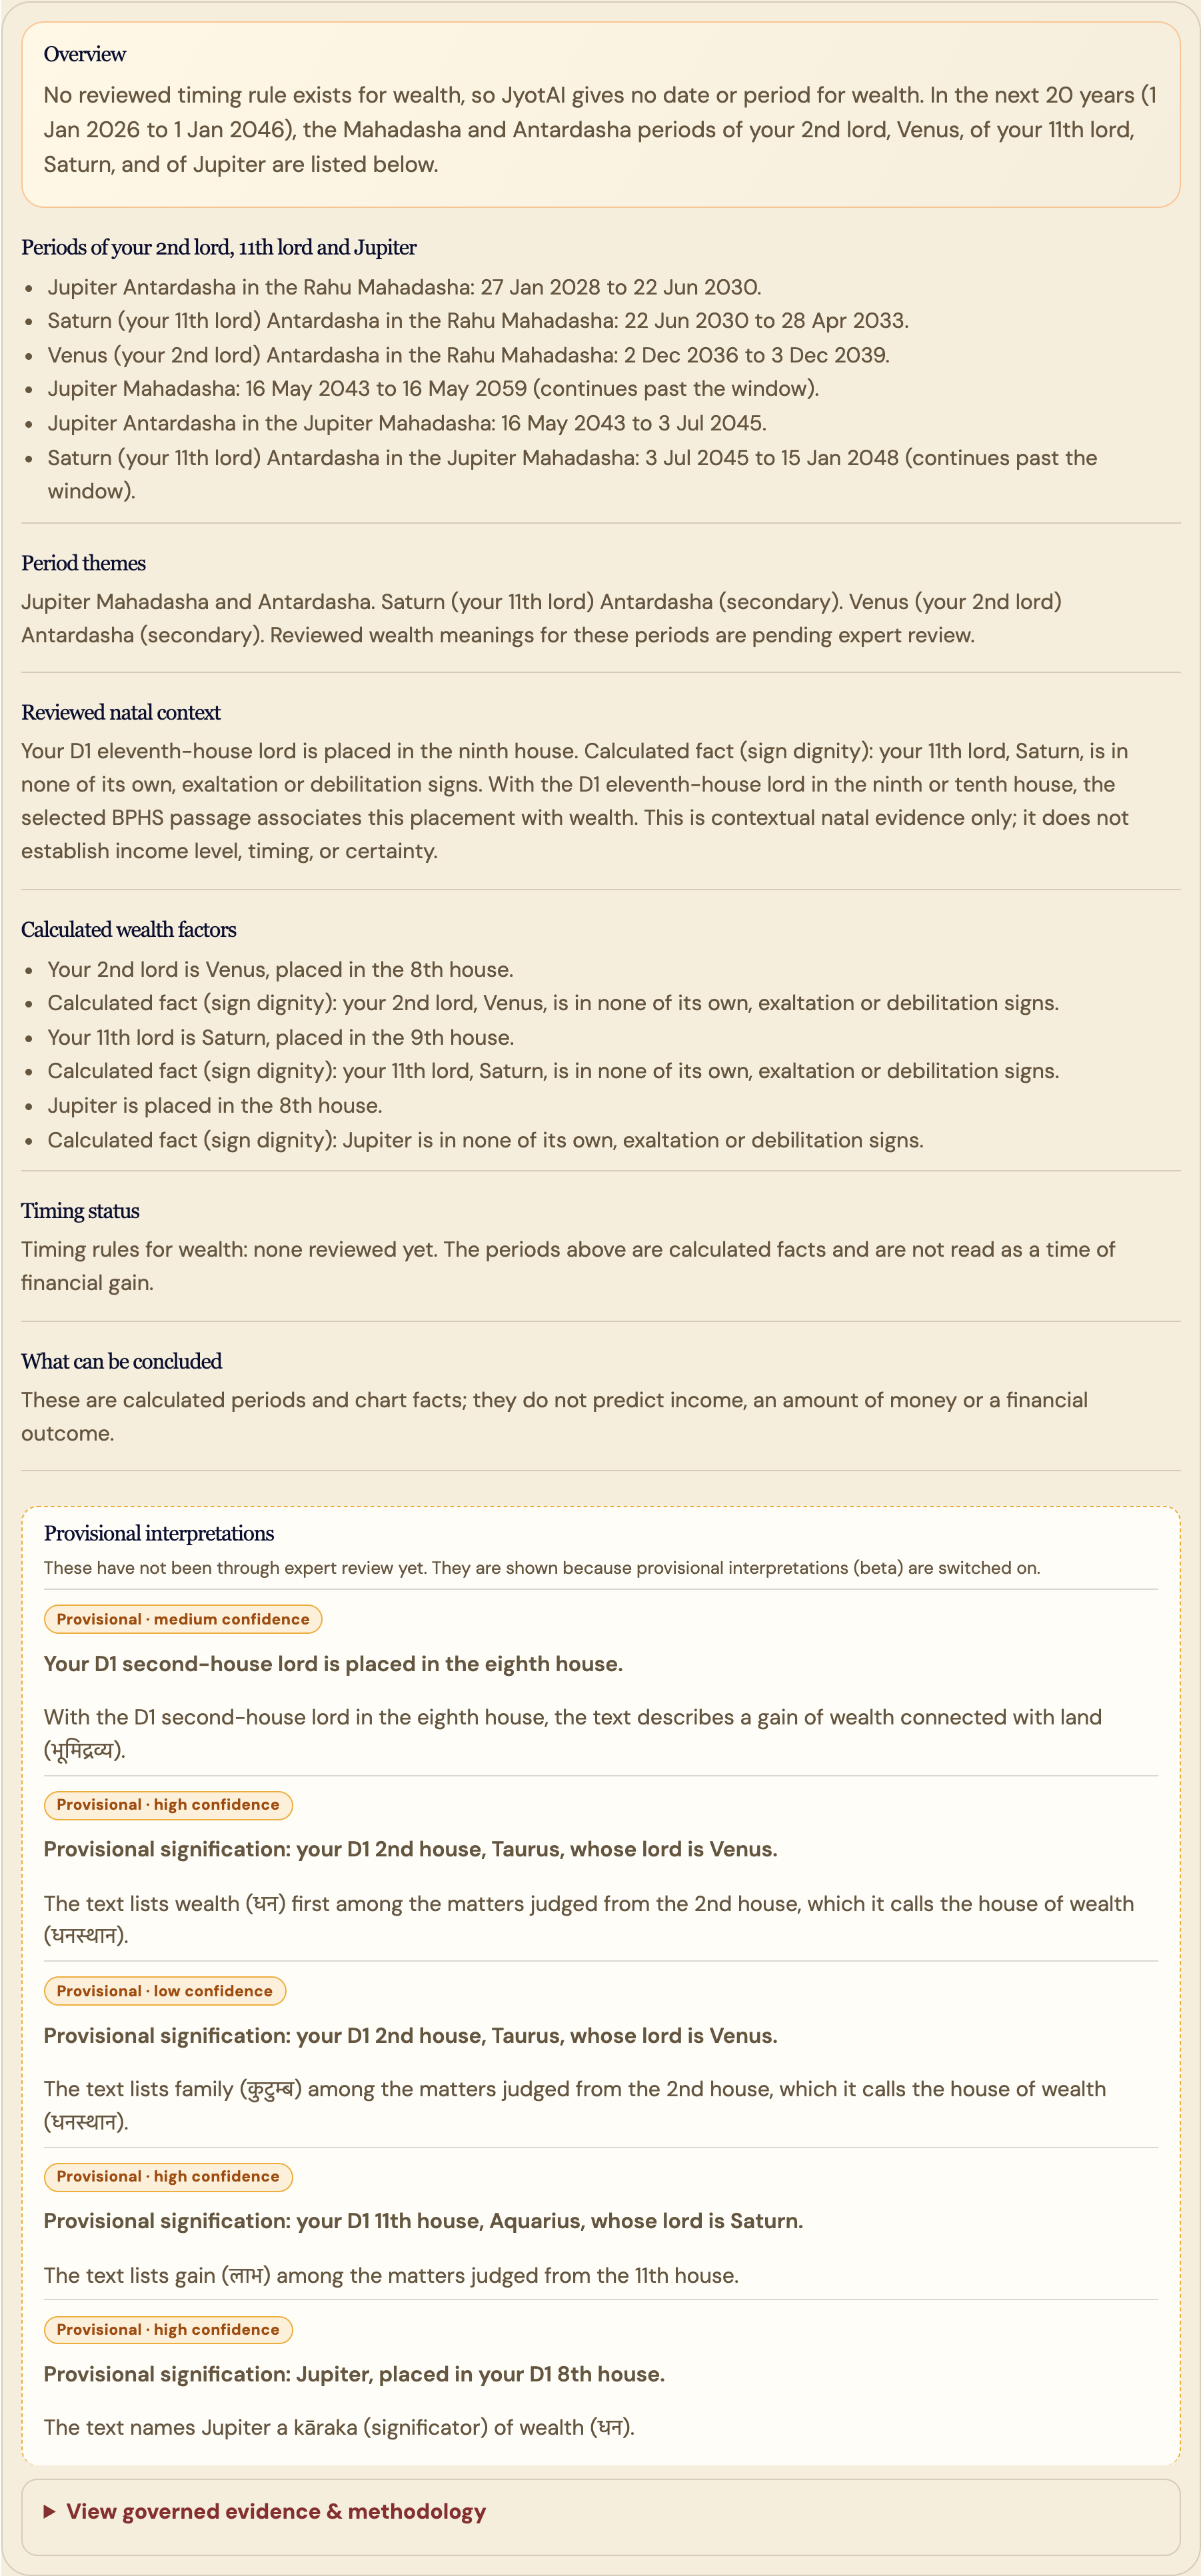 Overview
No reviewed timing rule exists for wealth, so JyotAI gives no date or period for wealth. In the next 20 years (1
Jan 2026 to 1 Jan 2046), the Mahadasha and Antardasha periods of your 2nd lord, Venus, of your 11th lord,
Saturn, and of Jupiter are listed below.
Periods of your 2nd lord, 11th lord and Jupiter
• Jupiter Antardasha in the Rahu Mahadasha: 27 Jan 2028 to 22 Jun 2030.
• Saturn (your 11th lord) Antardasha in the Rahu Mahadasha: 22 Jun 2030 to 28 Apr 2033.
• Venus (your 2nd lord) Antardasha in the Rahu Mahadasha: 2 Dec 2036 to 3 Dec 2039.
• Jupiter Mahadasha: 16 May 2043 to 16 May 2059 (continues past the window).
• Jupiter Antardasha in the Jupiter Mahadasha: 16 May 2043 to 3 Jul 2045.
• Saturn (your 11th lord) Antardasha in the Jupiter Mahadasha: 3 Jul 2045 to 15 Jan 2048 (continues past the
window).
Period themes
Jupiter Mahadasha and Antardasha. Saturn (your 11th lord) Antardasha (secondary). Venus (your 2nd lord)
Antardasha (secondary). Reviewed wealth meanings for these periods are pending expert review.
Reviewed natal context
Your D1 eleventh-house lord is placed in the ninth house. Calculated fact (sign dignity): your 11th lord, Saturn, is in
none of its own, exaltation or debilitation signs. With the D1 eleventh-house lord in the ninth or tenth house, the
selected BPHS passage associates this placement with wealth. This is contextual natal evidence only; it does not
establish income level, timing, or certainty.
Calculated wealth factors
• Your 2nd lord is Venus, placed in the 8th house.
• Calculated fact (sign dignity): your 2nd lord, Venus, is in none of its own, exaltation or debilitation signs.
• Your 11th lord is Saturn, placed in the 9th house.
• Calculated fact (sign dignity): your 11th lord, Saturn, is in none of its own, exaltation or debilitation signs.
• Jupiter is placed in the 8th house.
• Calculated fact (sign dignity): Jupiter is in none of its own, exaltation or debilitation signs.
Timing status
Timing rules for wealth: none reviewed yet. The periods above are calculated facts and are not read as a time of
financial gain.
What can be concluded
These are calculated periods and chart facts; they do not predict income, an amount of money or a financial
outcome.
Provisional interpretations
These have not been through expert review yet. They are shown because provisional interpretations (beta) are switched on.
Provisional · medium confidence
Your D1 second-house lord is placed in the eighth house.
With the D1 second-house lord in the eighth house, the text describes a gain of wealth connected with land
(भूमिद्रव्य).
Provisional · high confidence
Provisional signification: your D1 2nd house, Taurus, whose lord is Venus.
The text lists wealth (धन) first among the matters judged from the 2nd house, which it calls the house of wealth
(धनस्थान).
Provisional · low confidence
Provisional signification: your D1 2nd house, Taurus, whose lord is Venus.
The text lists family (कुटुम्ब) among the matters judged from the 2nd house, which it calls the house of wealth
(धनस्थान).
Provisional · high confidence
Provisional signification: your D1 11th house, Aquarius, whose lord is Saturn.
The text lists gain (लाभ) among the matters judged from the 11th house.
Provisional · high confidence
Provisional signification: Jupiter, placed in your D1 8th house.
The text names Jupiter a kāraka (significator) of wealth (धन).
▶ View governed evidence & methodology